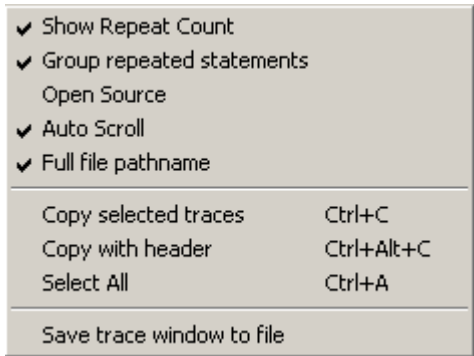 Show Repeat Count
Group repeated statements
Open Source
Auto Scroll
Full file pathname
Copy selected traces Ctrl+C
Copy with header Ctrl+Alt+C
Select All Ctrl+A
Save trace window to file